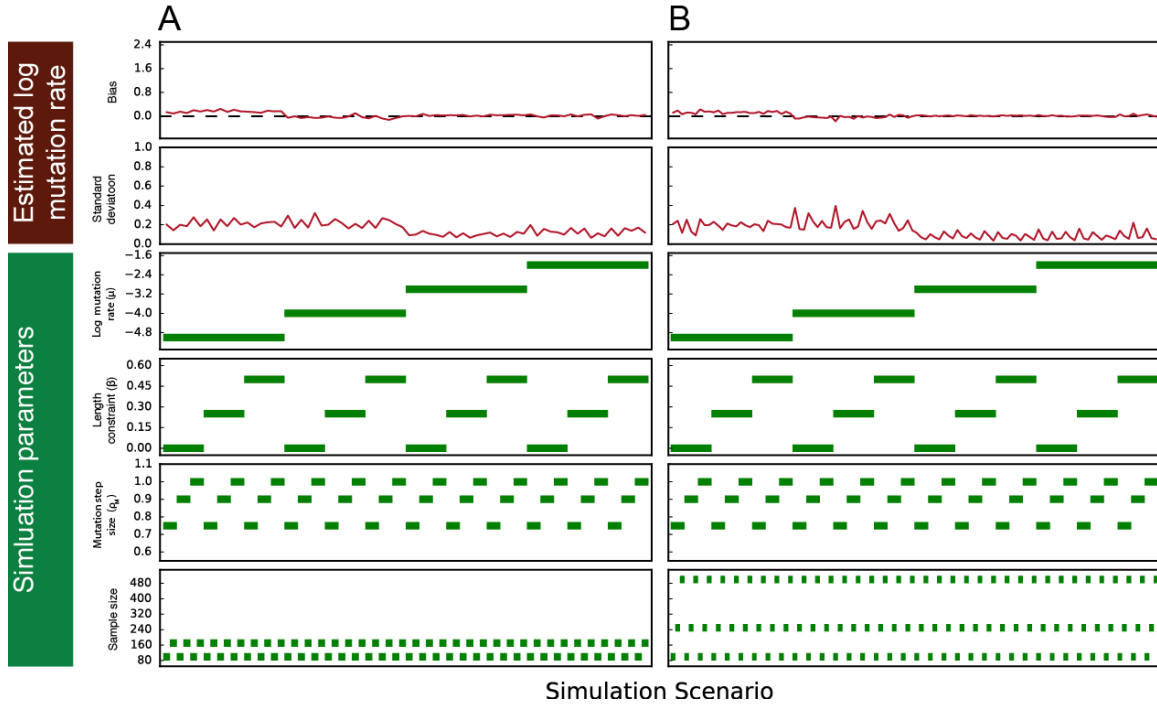 A
B
Estimated log
mutation rate
Bias
2.4
1.6
0.8
0.0
Standard
deviatoon
1.0
0.8
0.6
0.4
0.2
0.0
Simluation parameters
Log mutation
rate (μ)
−1.6
−2.4
−3.2
−4.0
−4.8
Length
constraint (β)
0.60
0.45
0.30
0.15
0.00
Mutation step
size (ρM)
1.1
1.0
0.9
0.8
0.7
0.6
Sample size
480
400
320
240
160
80
Simulation Scenario